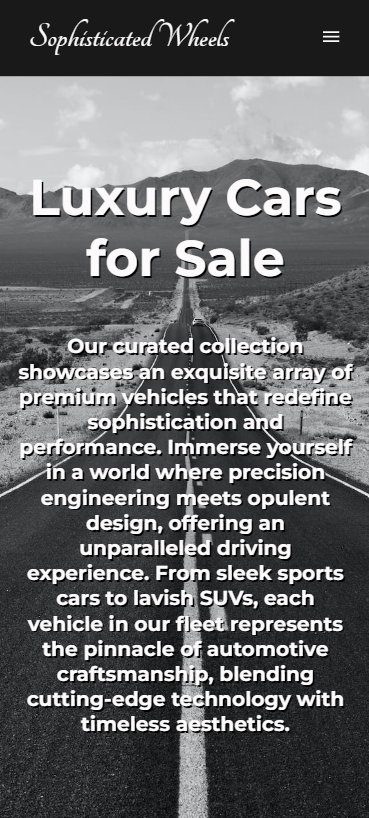 Sophisticated Wheels
Luxury Cars
for Sale
Our curated collection
showcases an exquisite array of
premium vehicles that redefine
sophistication and
performance. Immerse yourself
in a world where precision
engineering meets opulent
design, offering an
unparalleled driving
experience. From sleek sports
cars to lavish SUVs, each
vehicle in our fleet represents
the pinnacle of automotive
craftsmanship, blending
cutting-edge technology with
timeless aesthetics.